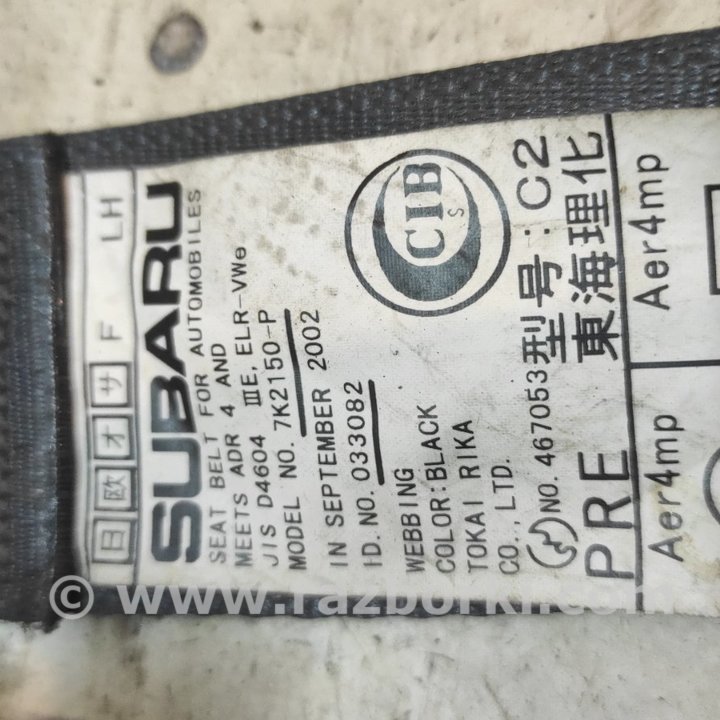 日 欧 オ サ F LH
SUBARU
SEAT BELT FOR AUTOMOBILES
MEETS ADR 4 AND
JIS D4604 ⅢE, ELR-VWe
MODEL NO. 7K2150-P
IN SEPTEMBER 2002
ID. NO. 033082
WEBBING
COLOR:BLACK
TOKAI RIKA
CO., LTD.
NO. 467053
CIB
S
型号:C2
東海理化
PRE
Aer4mp
Aer4mp
© www.razborki.com